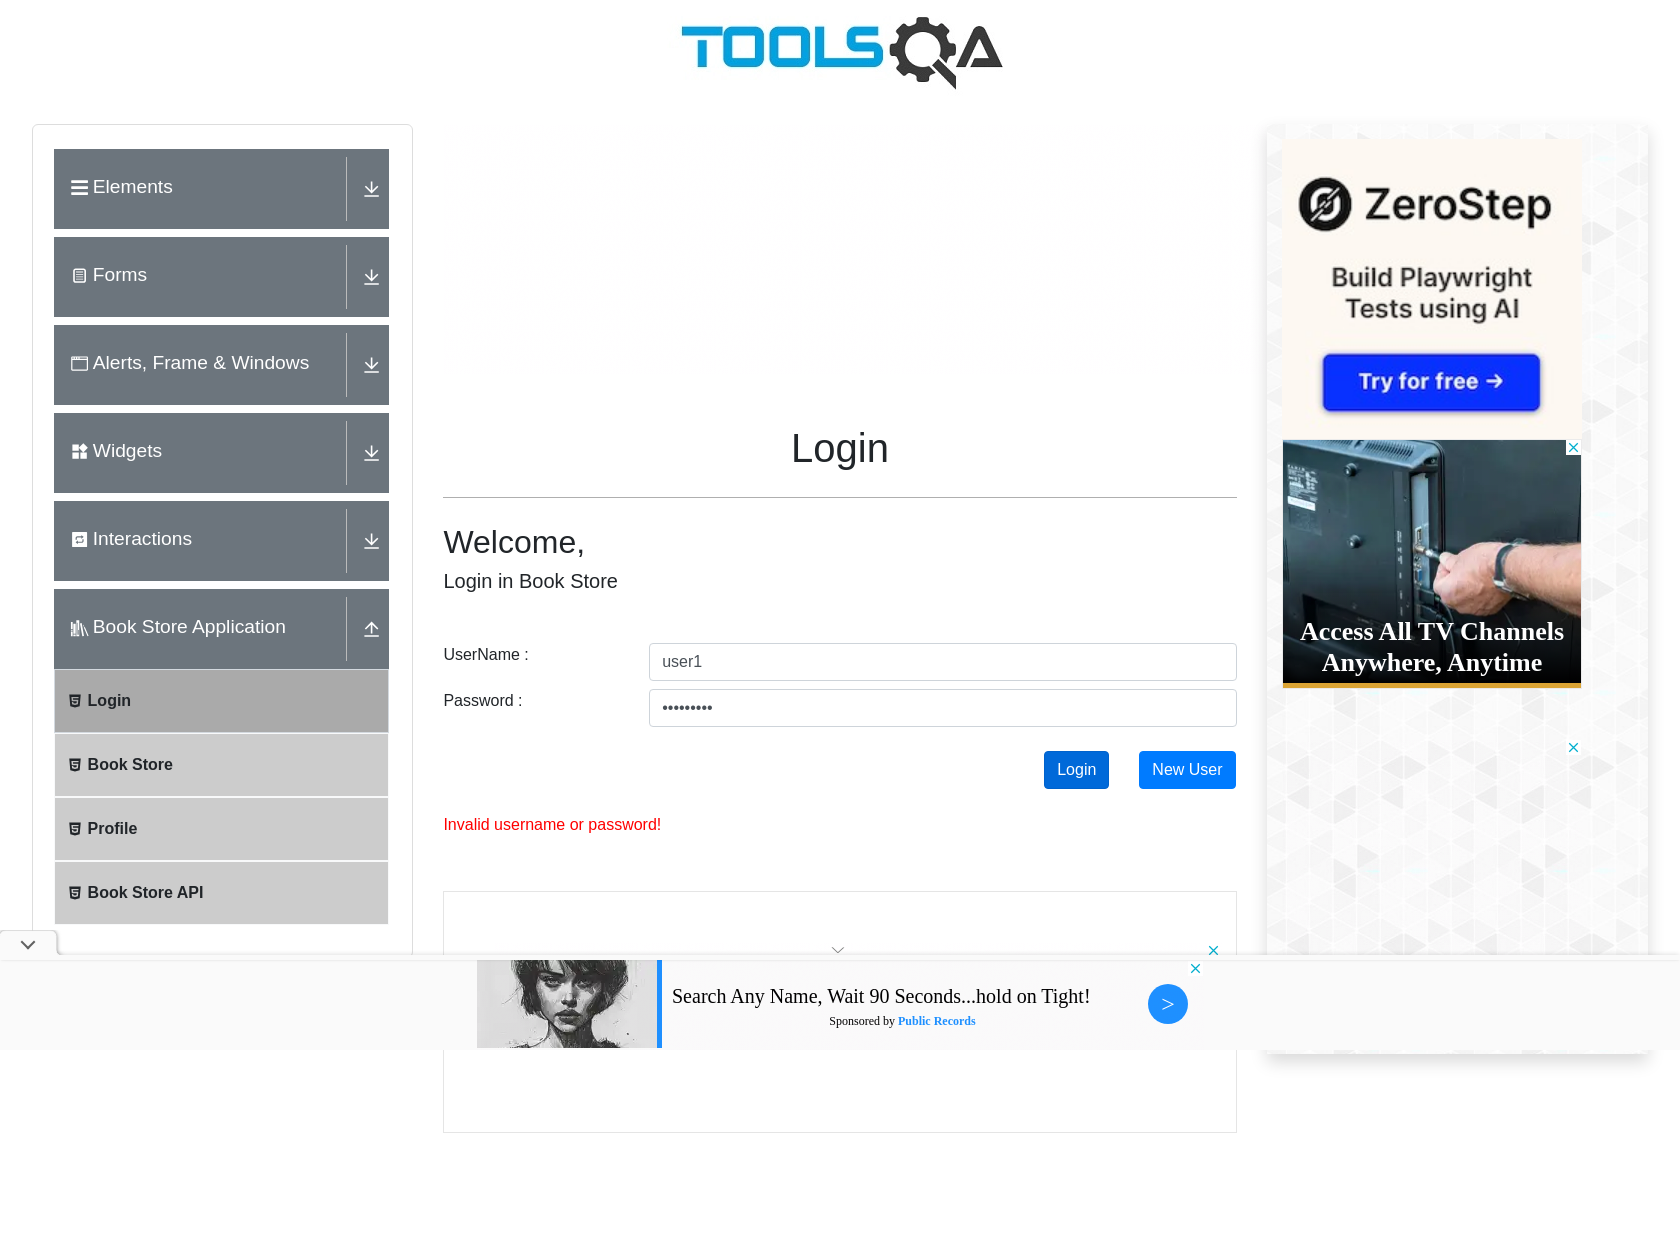 TOOLSQA
Elements
Forms
Alerts, Frame & Windows
Widgets
Interactions
Book Store Application
Login
Book Store
Profile
Book Store API
Login
Welcome,
Login in Book Store
UserName :
user1
Password :
•••••••••
Login
New User
Invalid username or password!
ZeroStep
Build Playwright
Tests using AI
Try for free →
Access All TV Channels
Anywhere, Anytime
Search Any Name, Wait 90 Seconds...hold on Tight!
Sponsored by Public Records
>